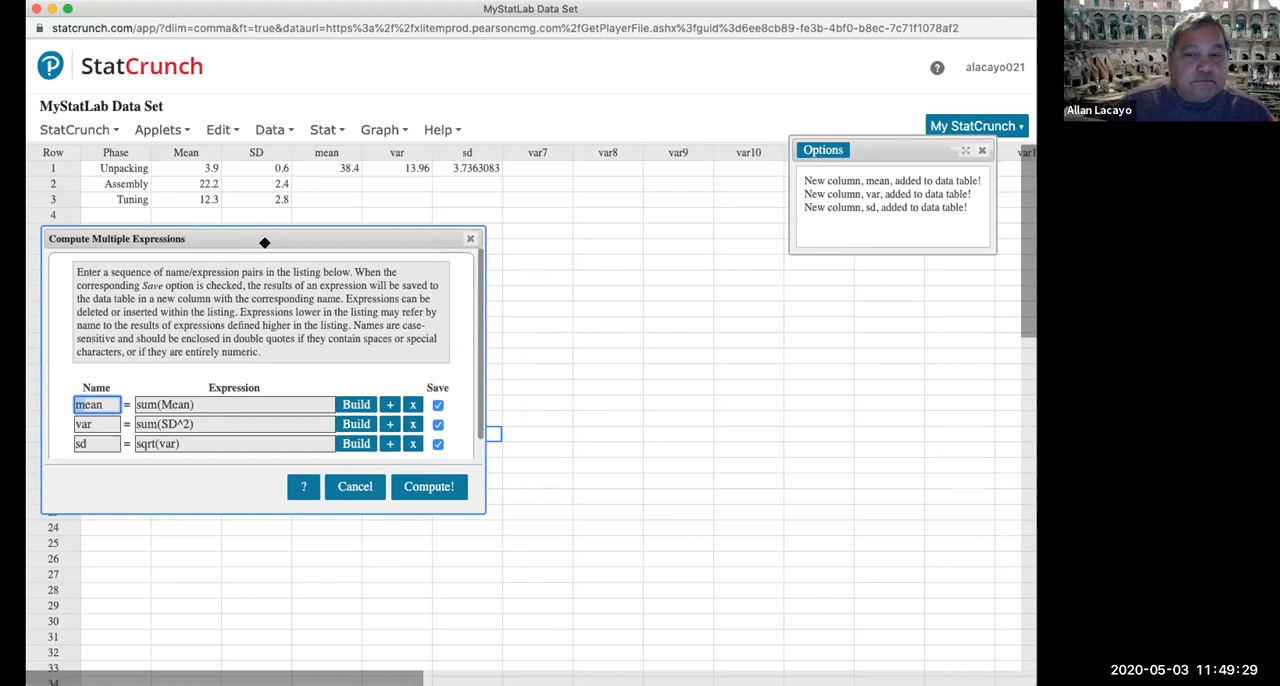 MyStatLab Data Set
statcrunch.com/app/?dlim=comma&ft=true&dataurl=https%3a%2f%2fxlitemprod.pearsoncmg.com%2fGetPlayerFile.ashx%3fguid%3d6ee8cb89-fe3b-4bf0-b8ec-7c71f1078af2
P StatCrunch ? alacayo021
MyStatLab Data Set
StatCrunch Applets Edit Data Stat Graph Help My StatCrunch
Row Phase Mean SD mean var sd var7 var8 var9 var10
1 Unpacking 3.9 0.6 38.4 13.96 3.7363083
2 Assembly 22.2 2.4
3 Tuning 12.3 2.8
4
Options
New column, mean, added to data table!
New column, var, added to data table!
New column, sd, added to data table!
Compute Multiple Expressions
Enter a sequence of name/expression pairs in the listing below. When the
corresponding Save option is checked, the results of an expression will be saved to
the data table in a new column with the corresponding name. Expressions can be
deleted or inserted within the listing. Expressions lower in the listing may refer by
name to the results of expressions defined higher in the listing. Names are case-
sensitive and should be enclosed in double quotes if they contain spaces or special
characters, or if they are entirely numeric.
Name Expression Save
mean = sum(Mean) Build + x
var = sum(SD^2) Build + x
sd = sqrt(var) Build + x
? Cancel Compute!
24
25
26
27
28
29
30
31
32
33
34
Allan Lacayo
2020-05-03 11:49:29